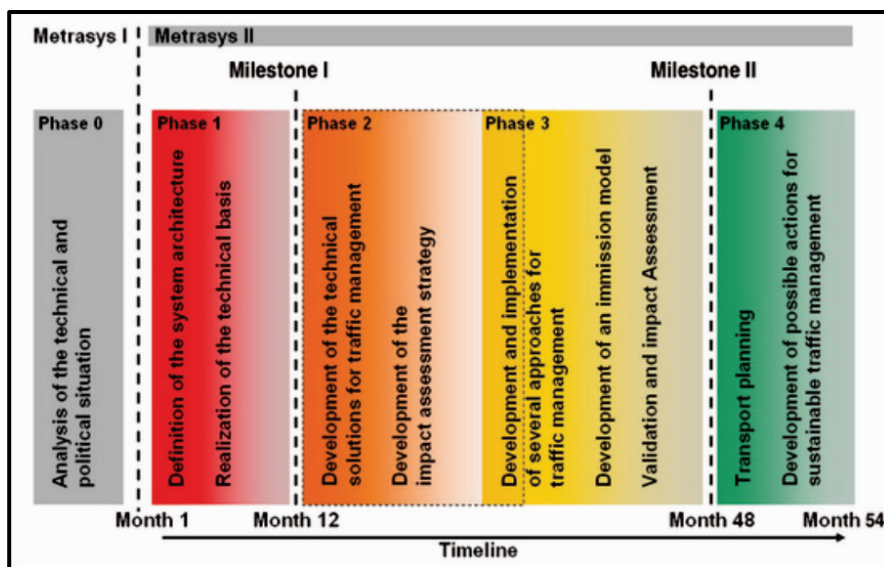 Metrasys I
Metrasys II
Milestone I
Milestone II
Phase 0
Analysis of the technical and
political situation
Phase 1
Definition of the system architecture
Realization of the technical basis
Phase 2
Development of the technical
solutions for traffic management
Development of the
impact assessment strategy
Phase 3
Development and implementation
of several approaches for
traffic management
Development of an immission model
Validation and impact Assessment
Phase 4
Transport planning
Development of possible actions for
sustainable traffic management
Month 1
Month 12
Month 48
Month 54
Timeline